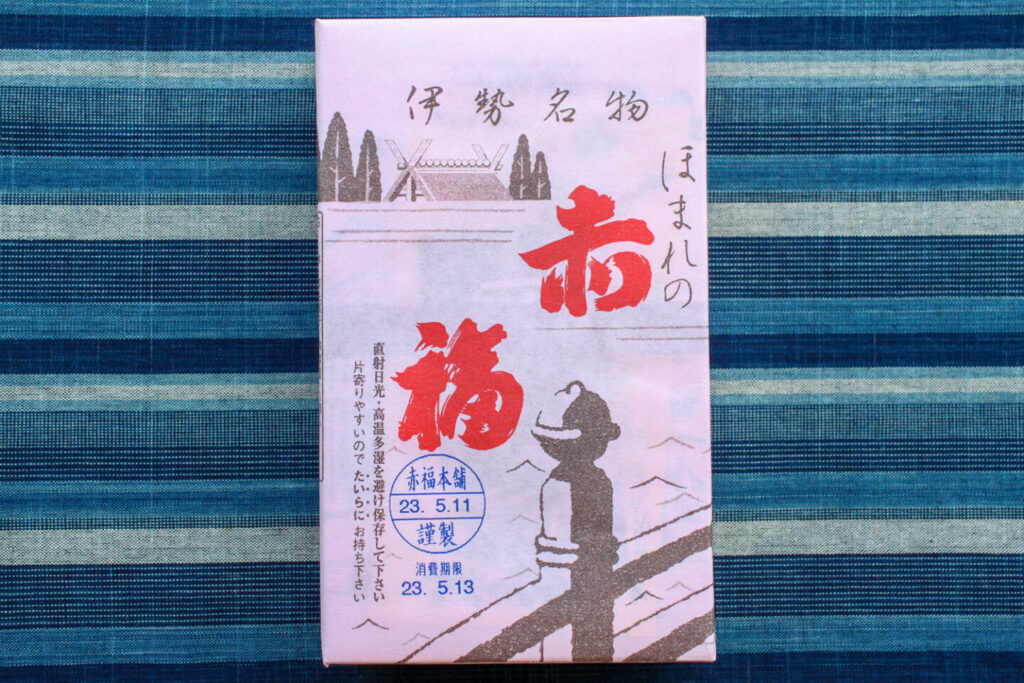 伊勢名物
ほまれの
赤福
直射日光・高温多湿を避け保存して下さい
片寄りやすいので たいらに お持ち下さい
赤福本舗
23. 5.11
謹製
消費期限
23. 5.13